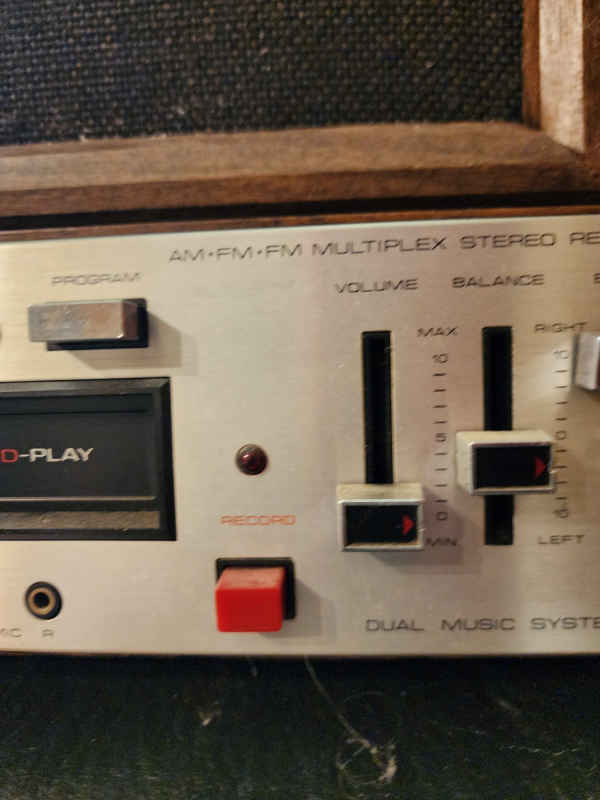 AM•FM•FM MULTIPLEX STEREO RE
PROGRAM
VOLUME BALANCE
MAX RIGHT
10 10
D-PLAY
5 0
RECORD
0
MIN LEFT
MIC R
DUAL MUSIC SYSTE